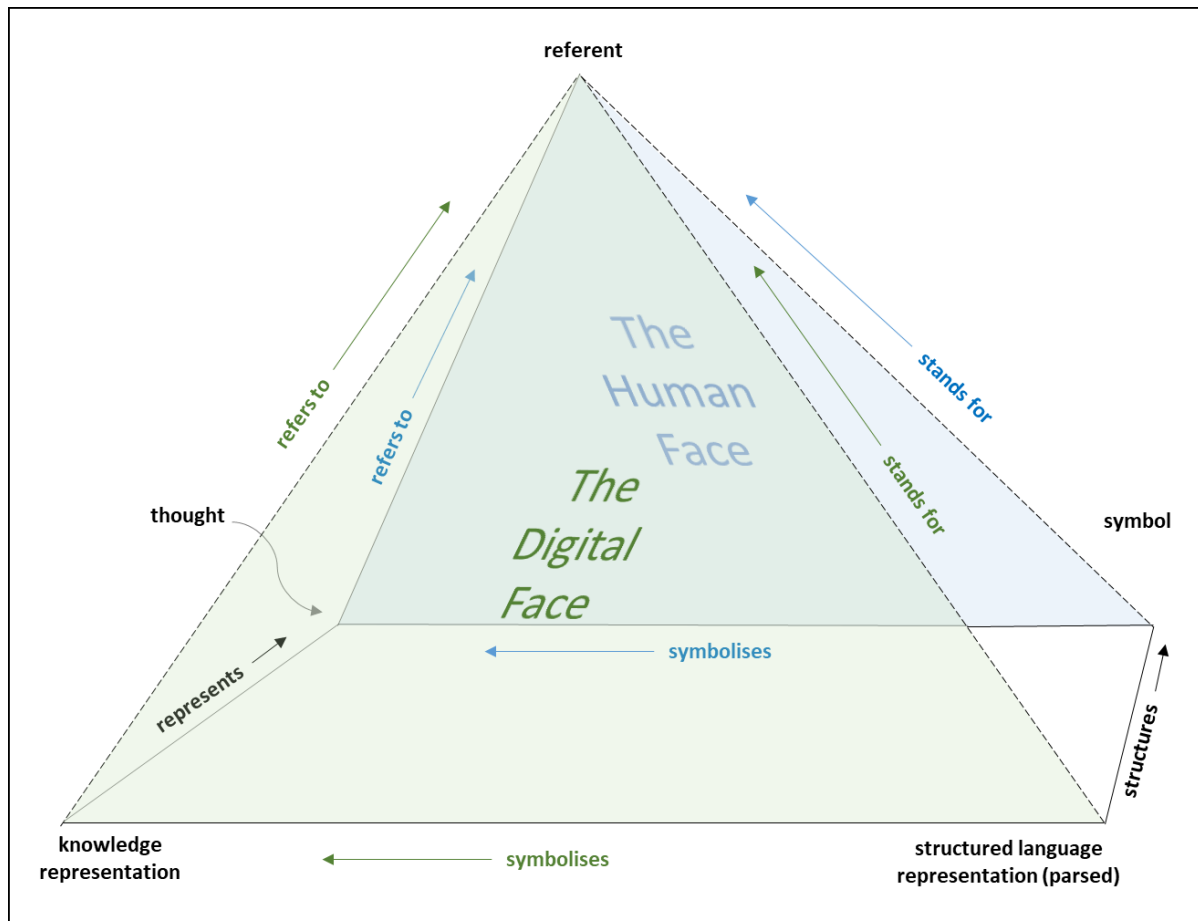 referent
The
Human
Face
refers to
refers to
stands for
stands for
The
Digital
Face
thought
symbol
symbolises
represents
structures
knowledge
representation
symbolises
structured language
representation (parsed)